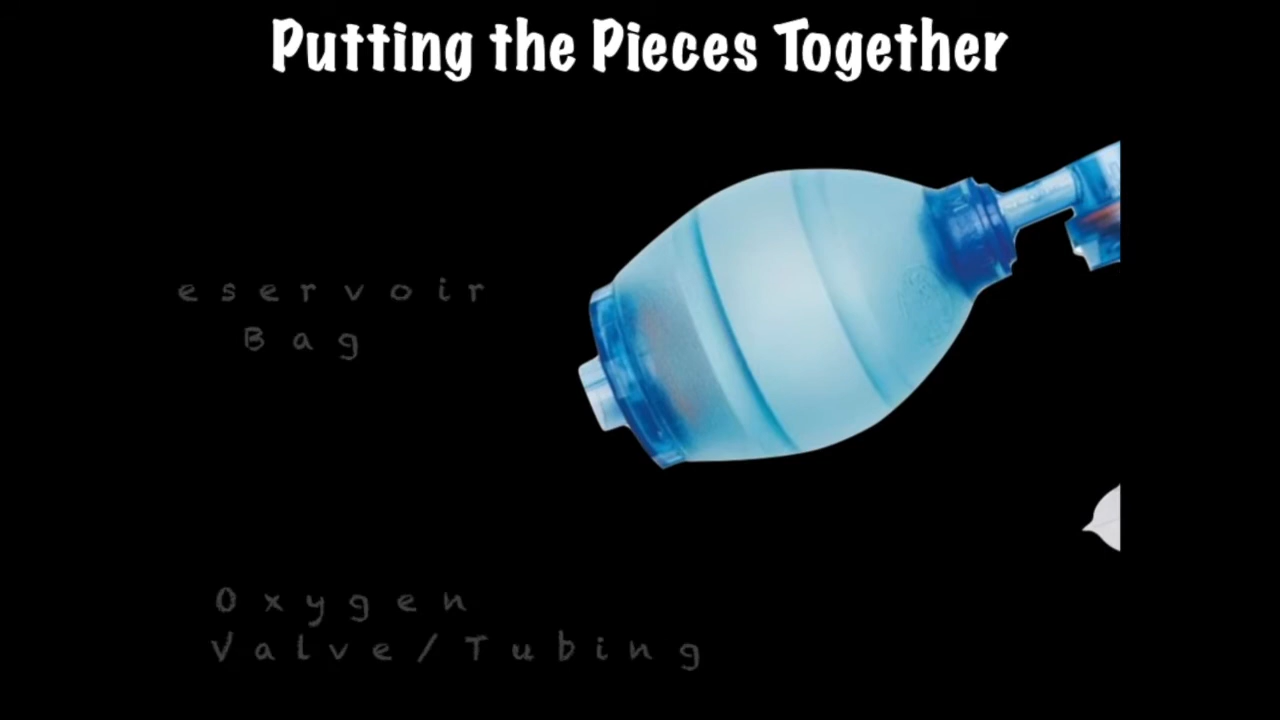 Putting the Pieces Together
eservoir
Bag
Oxygen
Valve/Tubing